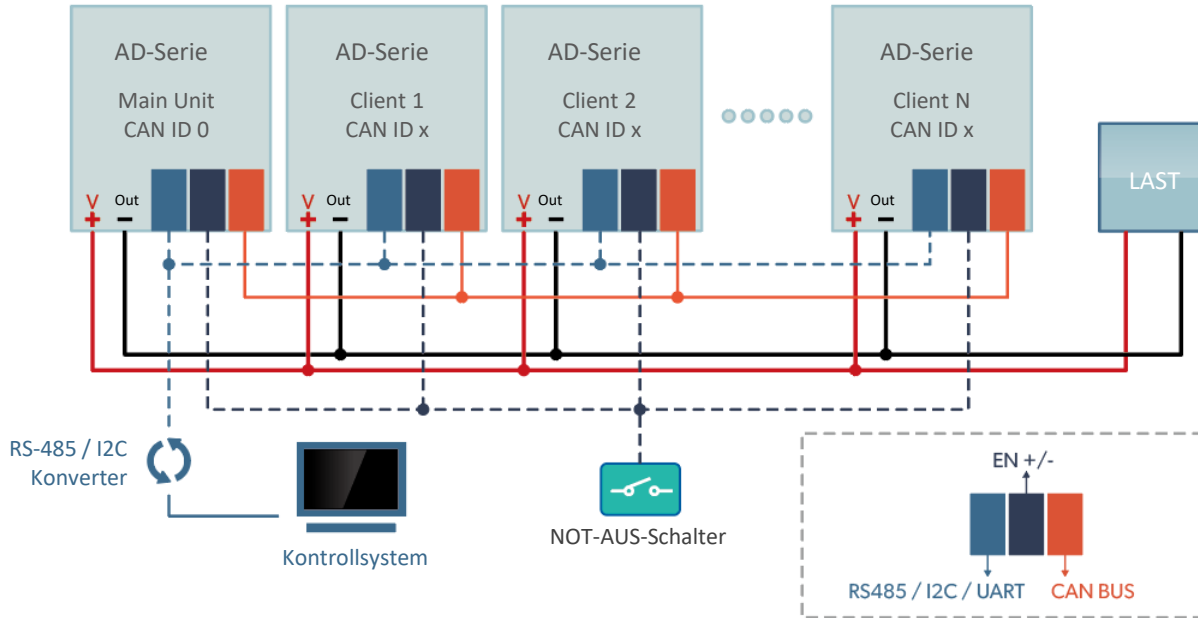 AD-Serie
Main Unit
CAN ID 0
V
+
Out
−
AD-Serie
Client 1
CAN ID x
V
+
Out
−
AD-Serie
Client 2
CAN ID x
V
+
Out
−
AD-Serie
Client N
CAN ID x
V
+
Out
−
LAST
RS-485 / I2C
Konverter
Kontrollsystem
NOT-AUS-Schalter
EN +/-
RS485 / I2C / UART
CAN BUS